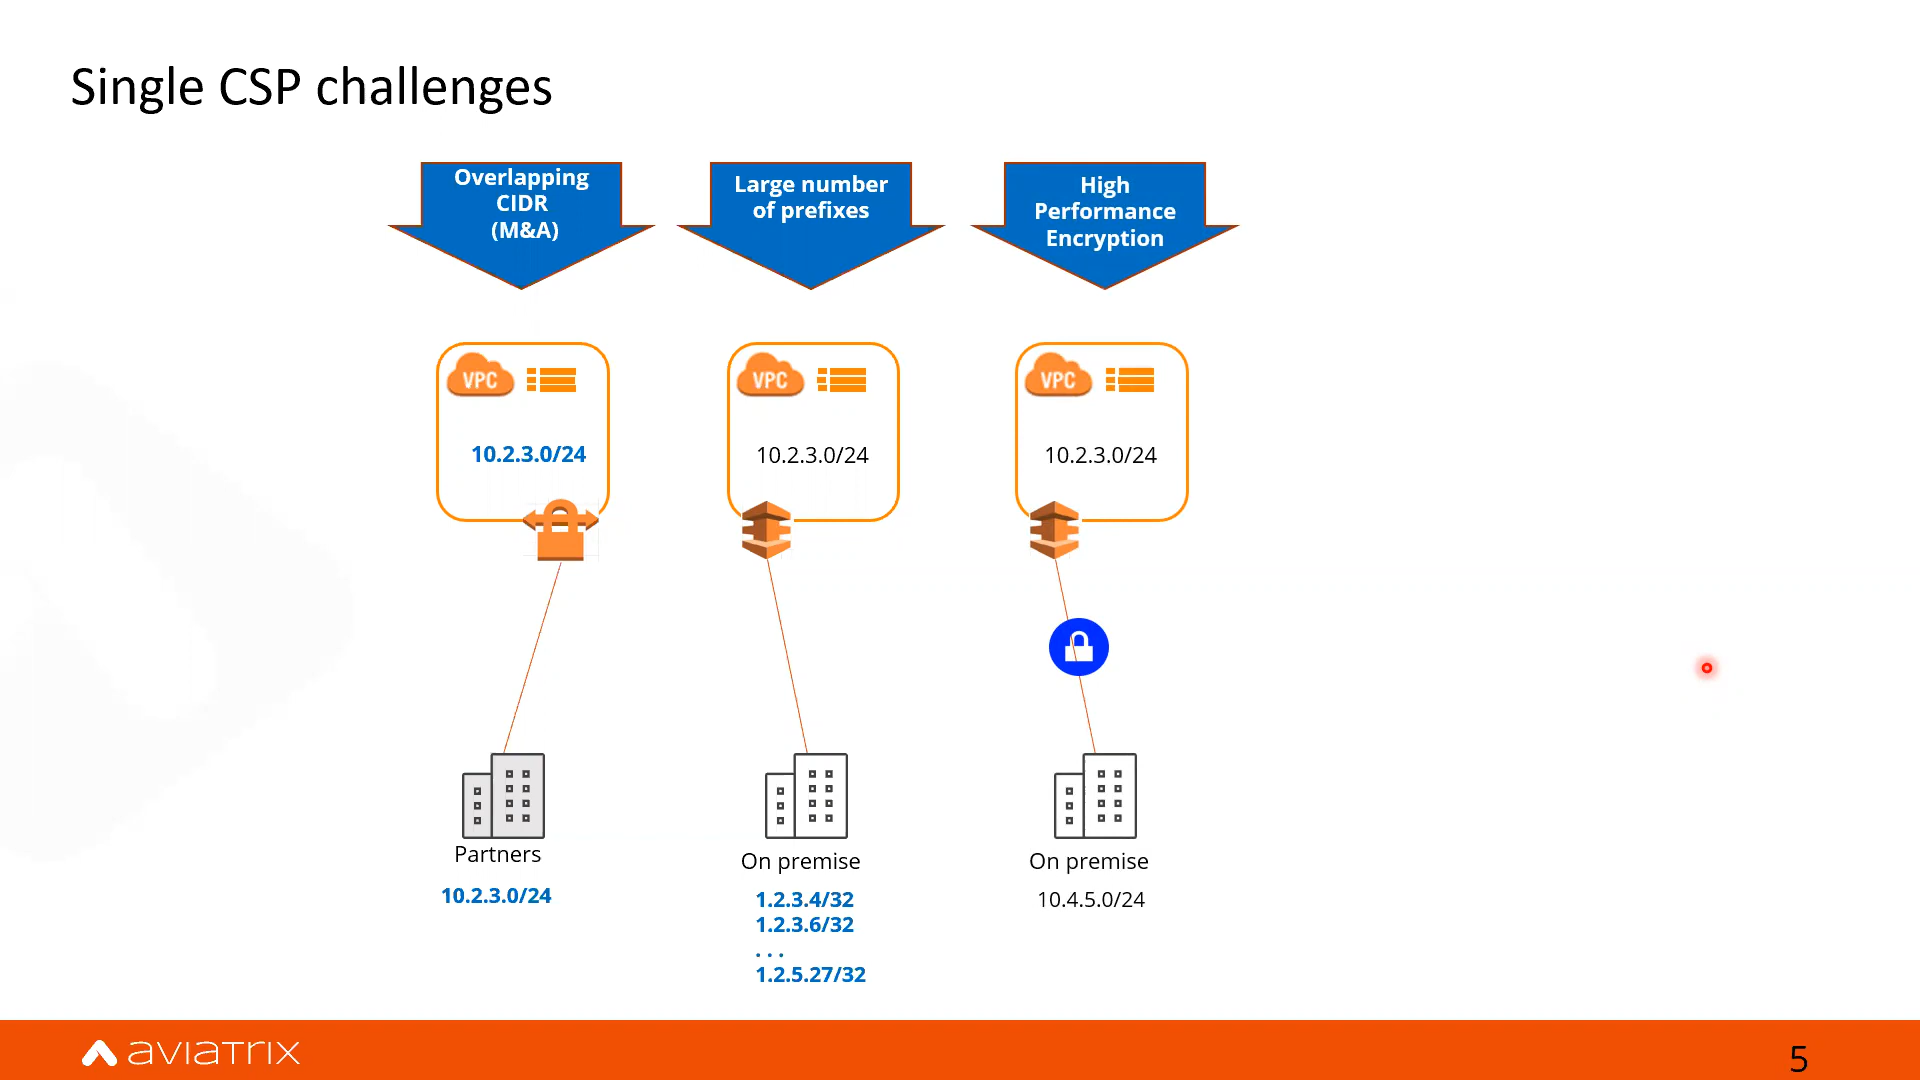 Single CSP challenges
Overlapping
CIDR
(M&A)
Large number
of prefixes
High
Performance
Encryption
VPC
VPC
VPC
10.2.3.0/24
10.2.3.0/24
10.2.3.0/24
Partners
10.2.3.0/24
On premise
1.2.3.4/32
1.2.3.6/32
. . .
1.2.5.27/32
On premise
10.4.5.0/24
aviatrix
5